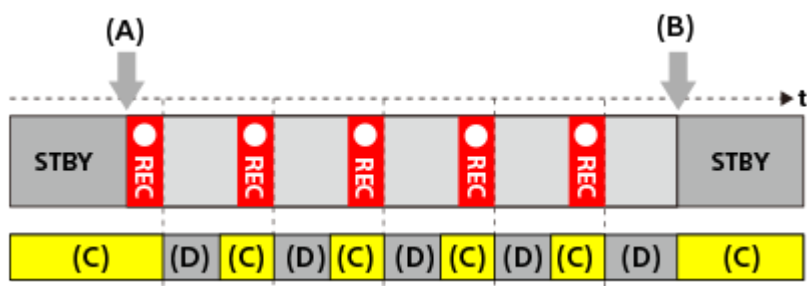 (A) (B)
t
STBY REC REC REC REC REC STBY
(C) (D) (C) (D) (C) (D) (C) (D) (C) (D) (C)